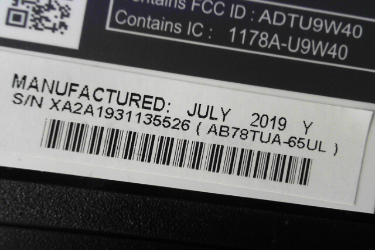 Contains FCC ID : ADTU9W40
Contains IC : 1178A-U9W40
MANUFACTURED: JULY 2019 Y
S/N XA2A1931135526 ( AB78TUA-65UL )